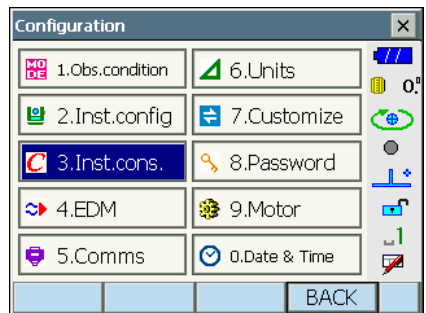 Configuration
MODE 1.Obs.condition
2.Inst.config
C 3.Inst.cons.
4.EDM
5.Comms
6.Units
7.Customize
8.Password
9.Motor
0.Date & Time
0."
1
BACK